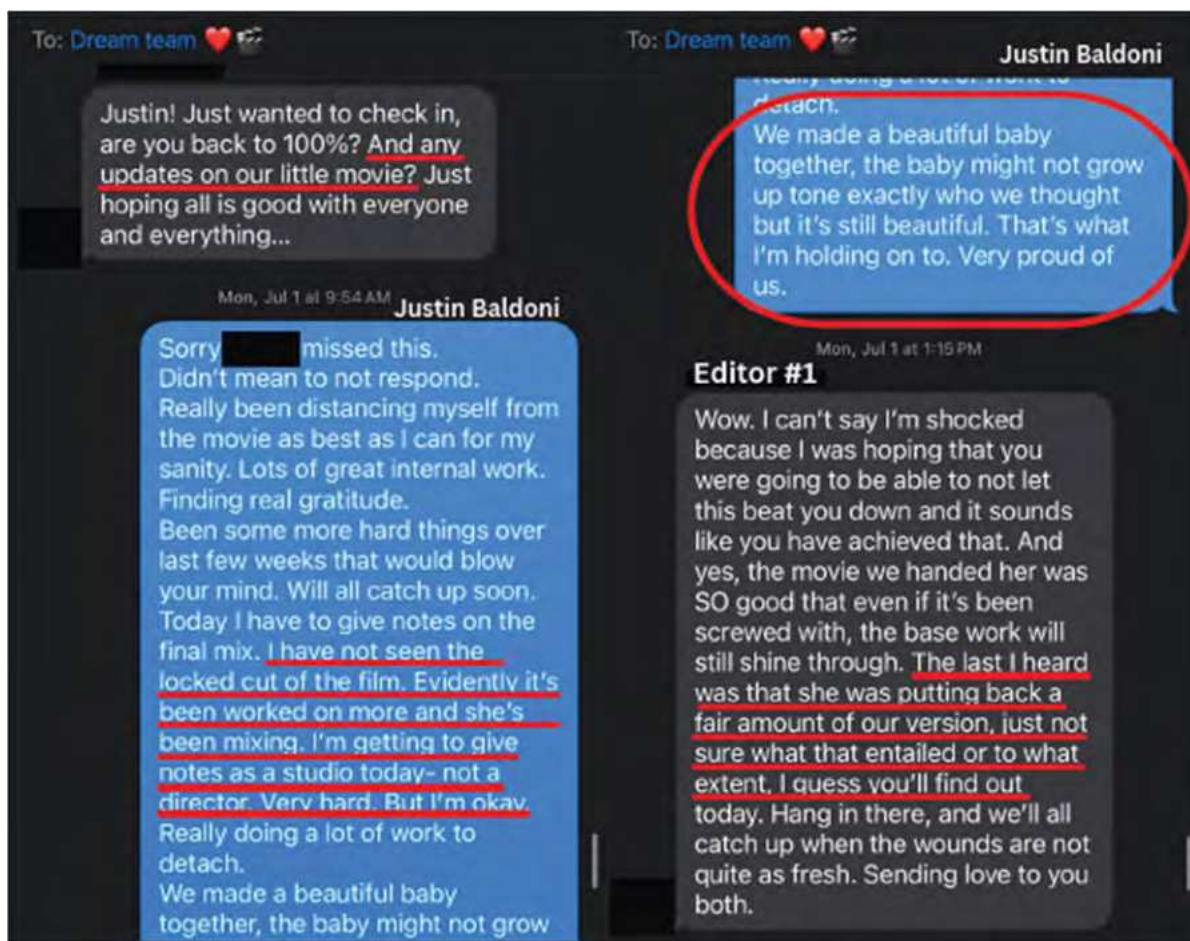 To: Dream team ❤️🎬
Justin! Just wanted to check in,
are you back to 100%? And any
updates on our little movie? Just
hoping all is good with everyone
and everything...
Mon, Jul 1 at 9:54 AM
Justin Baldoni
Sorry missed this.
Didn't mean to not respond.
Really been distancing myself from
the movie as best as I can for my
sanity. Lots of great internal work.
Finding real gratitude.
Been some more hard things over
last few weeks that would blow
your mind. Will all catch up soon.
Today I have to give notes on the
final mix. I have not seen the
locked cut of the film. Evidently it's
been worked on more and she's
been mixing. I'm getting to give
notes as a studio today- not a
director. Very hard. But I'm okay.
Really doing a lot of work to
detach.
We made a beautiful baby
together, the baby might not grow
To: Dream team ❤️🎬
Justin Baldoni
Really doing a lot of work to
detach.
We made a beautiful baby
together, the baby might not grow
up tone exactly who we thought
but it's still beautiful. That's what
I'm holding on to. Very proud of
us.
Mon, Jul 1 at 1:15 PM
Editor #1
Wow. I can't say I'm shocked
because I was hoping that you
were going to be able to not let
this beat you down and it sounds
like you have achieved that. And
yes, the movie we handed her was
SO good that even if it's been
screwed with, the base work will
still shine through. The last I heard
was that she was putting back a
fair amount of our version, just not
sure what that entailed or to what
extent, I guess you'll find out
today. Hang in there, and we'll all
catch up when the wounds are not
quite as fresh. Sending love to you
both.